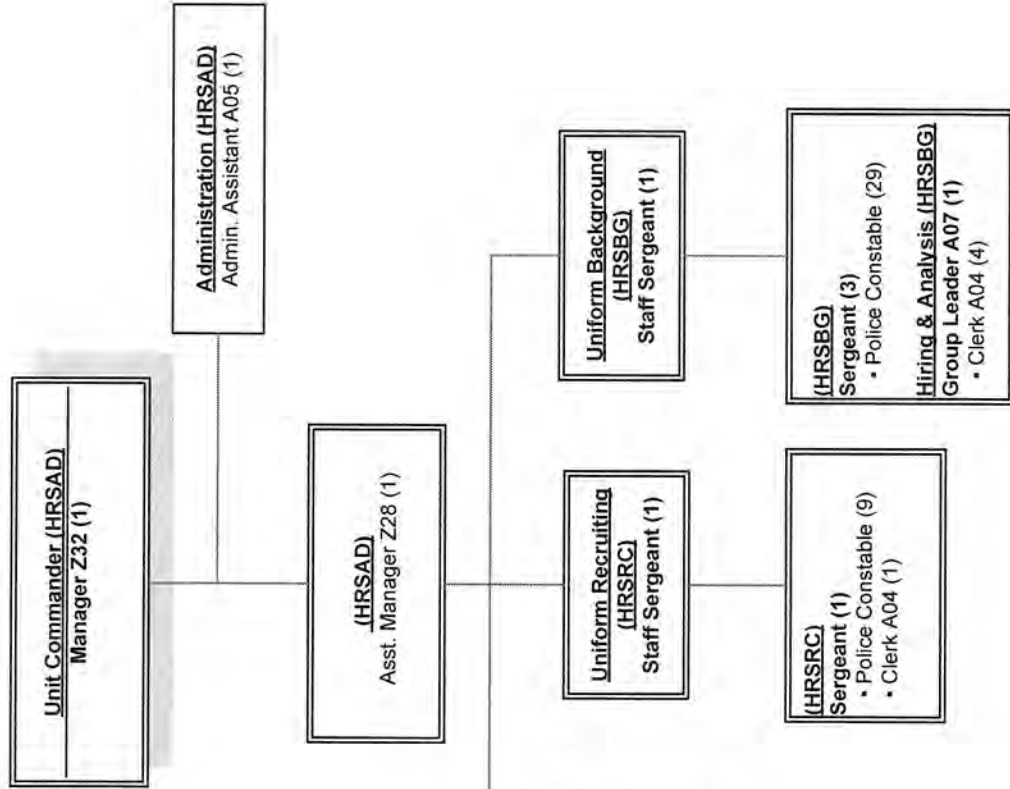 Unit Commander (HRSAD)
Manager Z32 (1)
Administration (HRSAD)
Admin. Assistant A05 (1)
(HRSAD)
Asst. Manager Z28 (1)
Uniform Recruiting
(HRSRC)
Staff Sergeant (1)
Uniform Background
(HRSBG)
Staff Sergeant (1)
(HRSRC)
Sergeant (1)
• Police Constable (9)
• Clerk A04 (1)
(HRSBG)
Sergeant (3)
• Police Constable (29)
Hiring & Analysis (HRSBG)
Group Leader A07 (1)
• Clerk A04 (4)